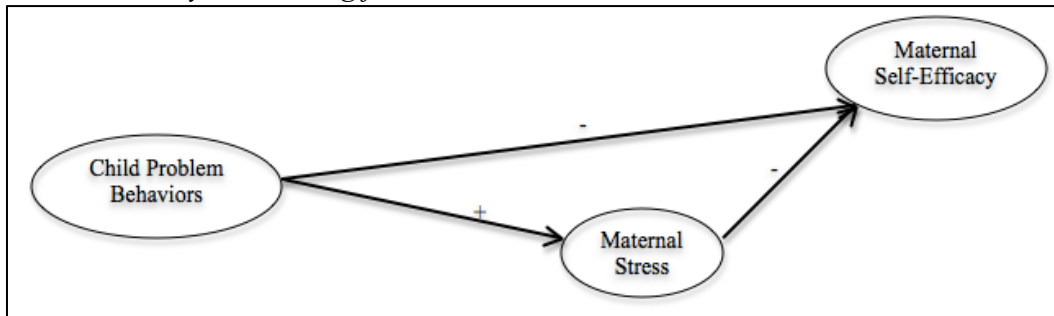 Maternal
Self-Efficacy
-
Child Problem
Behaviors
-
+
Maternal
Stress